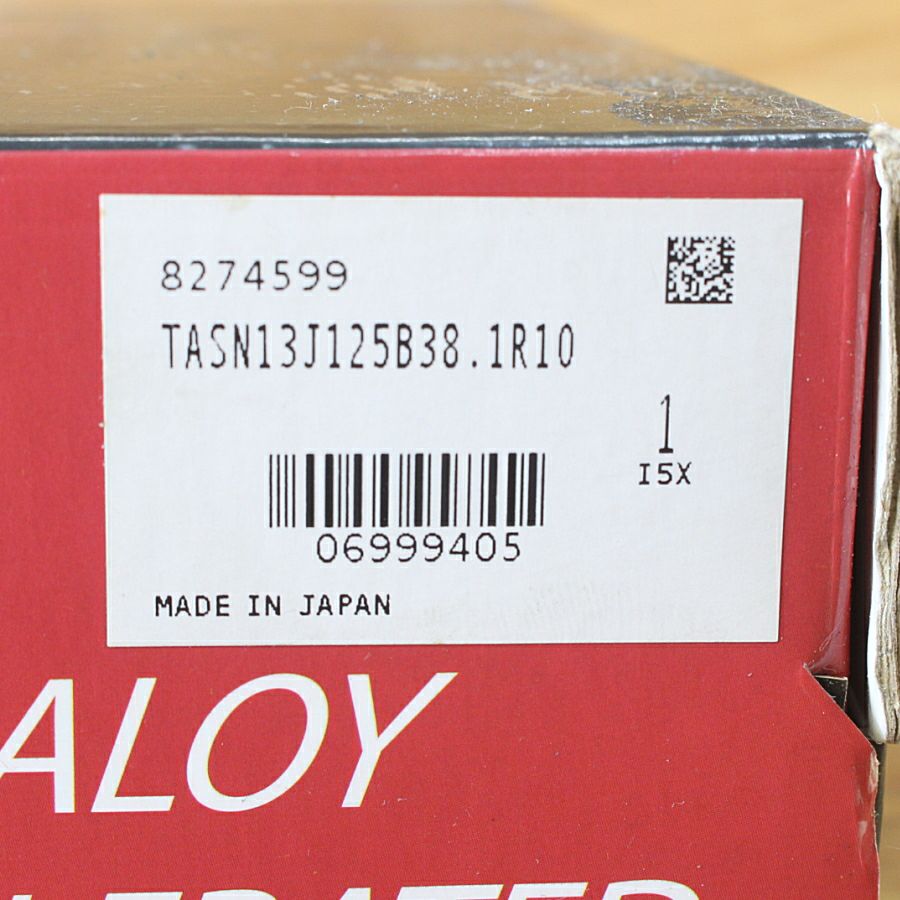 8274599
TASN13J125B38.1R10
1
I5X
06999405
MADE IN JAPAN
ALOY